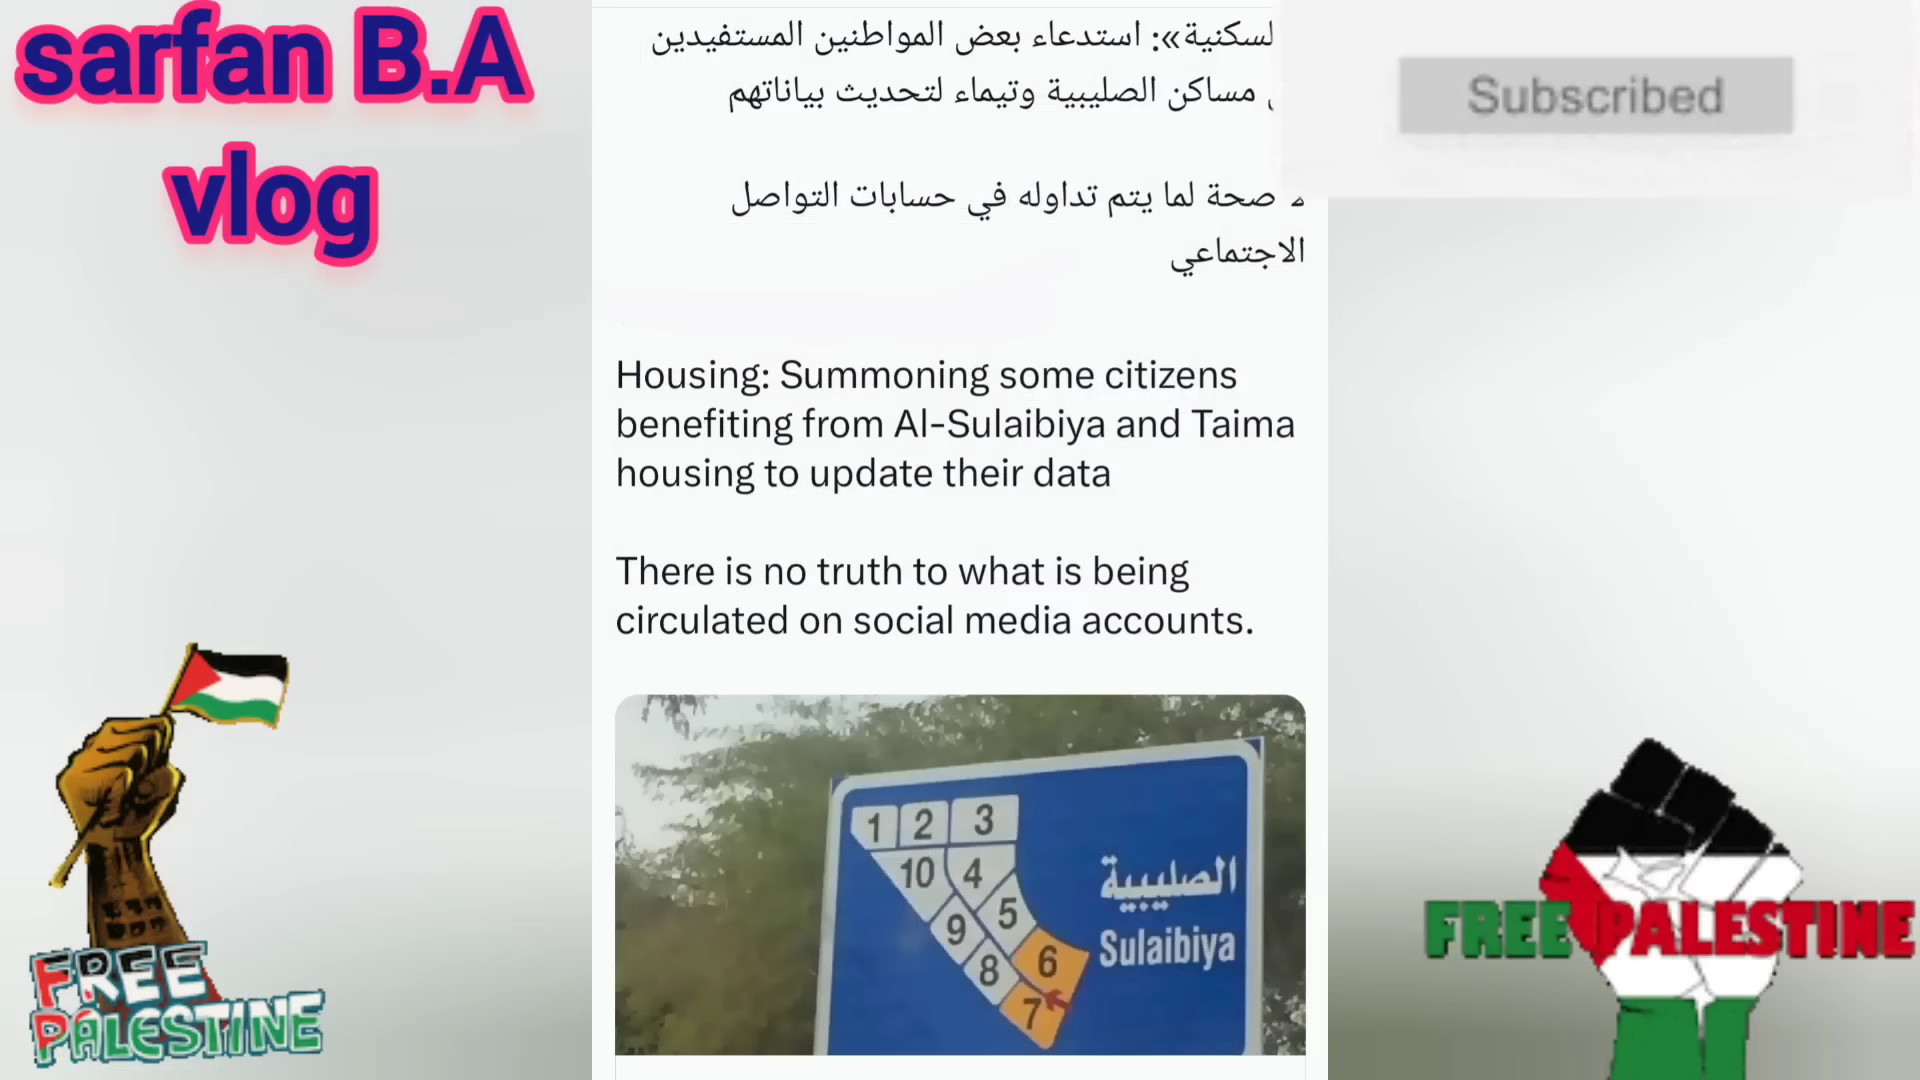 sarfan B.A
vlog
لسكنية»: استدعاء بعض المواطنين المستفيدين
مساكن الصليبية وتيماء لتحديث بياناتهم
صحة لما يتم تداوله في حسابات التواصل
الاجتماعي
Subscribed
Housing: Summoning some citizens
benefiting from Al-Sulaibiya and Taima
housing to update their data
There is no truth to what is being
circulated on social media accounts.
1 2 3
10 4
9 5
8 6
7
الصليبية
Sulaibiya
FREE
PALESTINE
FREE PALESTINE